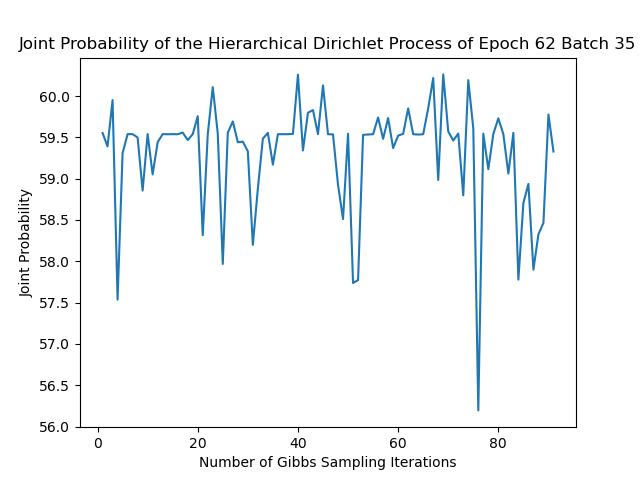 Joint Probability of the Hierarchical Dirichlet Process of Epoch 62 Batch 35
Joint Probability
60.0
59.5
59.0
58.5
58.0
57.5
57.0
56.5
56.0
0 20 40 60 80
Number of Gibbs Sampling Iterations